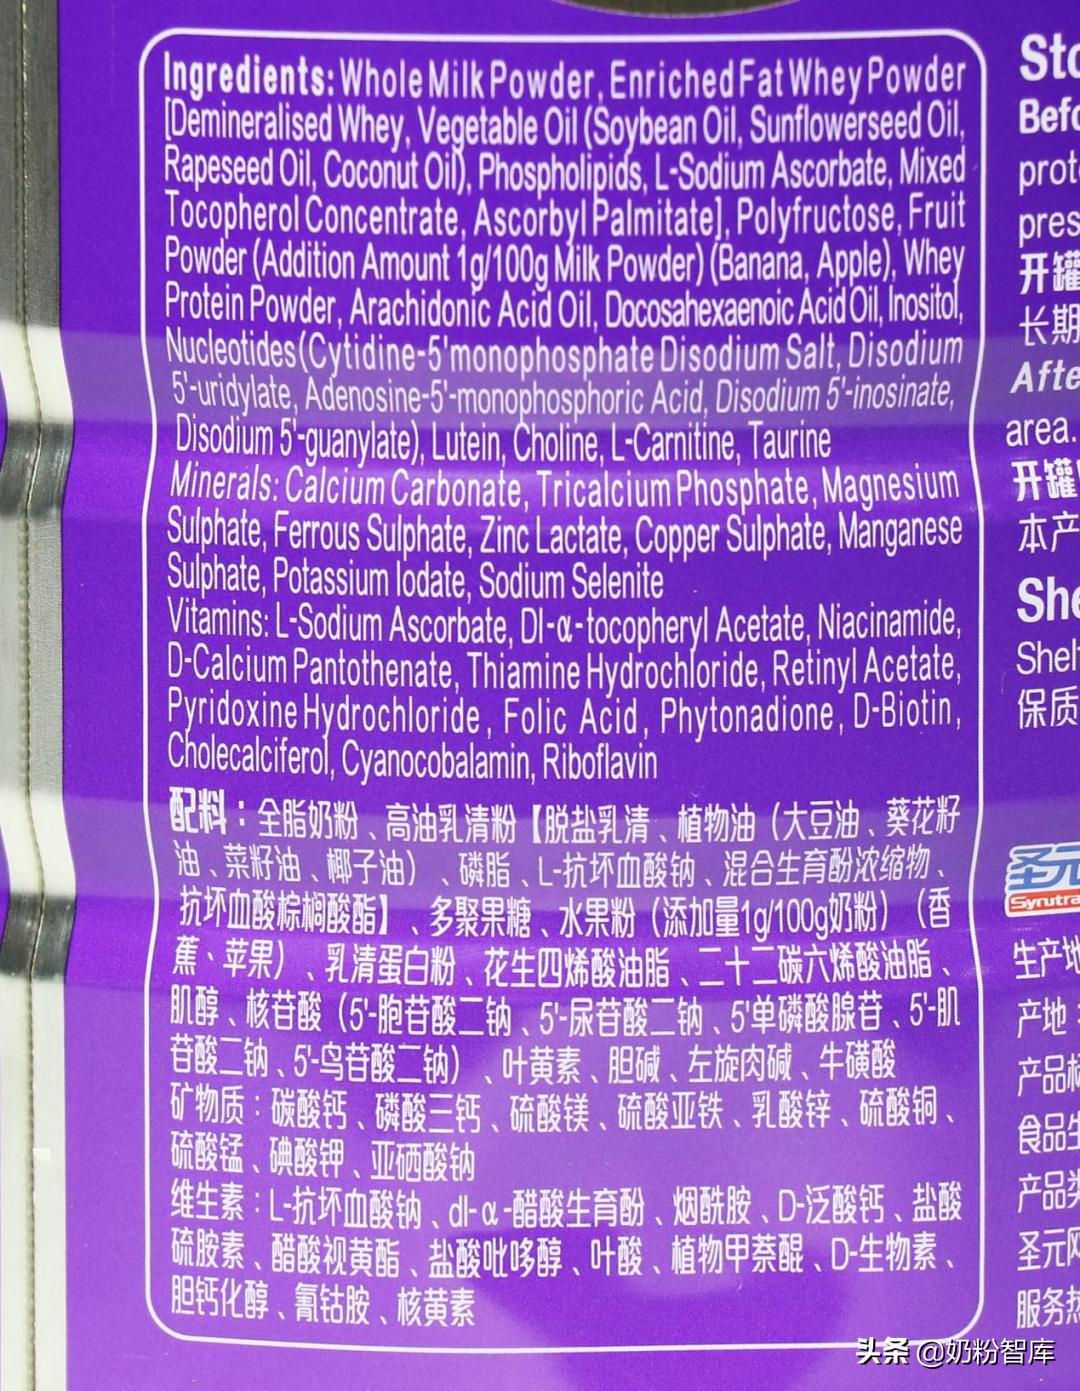 Ingredients: Whole Milk Powder, Enriched Fat Whey Powder
[Demineralised Whey, Vegetable Oil (Soybean Oil, Sunflowerseed Oil,
Rapeseed Oil, Coconut Oil), Phospholipids, L-Sodium Ascorbate, Mixed
Tocopherol Concentrate, Ascorbyl Palmitate], Polyfructose, Fruit
Powder (Addition Amount 1g/100g Milk Powder) (Banana, Apple), Whey
Protein Powder, Arachidonic Acid Oil, Docosahexaenoic Acid Oil, Inositol,
Nucleotides(Cytidine-5'monophosphate Disodium Salt, Disodium
5'-uridylate, Adenosine-5'-monophosphoric Acid, Disodium 5'-inosinate,
Disodium 5'-guanylate), Lutein, Choline, L-Carnitine, Taurine
Minerals: Calcium Carbonate, Tricalcium Phosphate, Magnesium
Sulphate, Ferrous Sulphate, Zinc Lactate, Copper Sulphate, Manganese
Sulphate, Potassium Iodate, Sodium Selenite
Vitamins: L-Sodium Ascorbate, Dl-α-tocopheryl Acetate, Niacinamide,
D-Calcium Pantothenate, Thiamine Hydrochloride, Retinyl Acetate,
Pyridoxine Hydrochloride, Folic Acid, Phytonadione, D-Biotin,
Cholecalciferol, Cyanocobalamin, Riboflavin
配料：全脂奶粉、高油乳清粉【脱盐乳清、植物油（大豆油、葵花籽
油、菜籽油、椰子油）、磷脂、L-抗坏血酸钠、混合生育酚浓缩物、
抗坏血酸棕榈酸酯】、多聚果糖、水果粉（添加量1g/100g奶粉）（香
蕉、苹果）、乳清蛋白粉、花生四烯酸油脂、二十二碳六烯酸油脂、
肌醇、核苷酸（5'-胞苷酸二钠、5'-尿苷酸二钠、5'单磷酸腺苷、5'-肌
苷酸二钠、5'-鸟苷酸二钠）、叶黄素、胆碱、左旋肉碱、牛磺酸
矿物质：碳酸钙、磷酸三钙、硫酸镁、硫酸亚铁、乳酸锌、硫酸铜、
硫酸锰、碘酸钾、亚硒酸钠
维生素：L-抗坏血酸钠、dl-α-醋酸生育酚、烟酰胺、D-泛酸钙、盐酸
硫胺素、醋酸视黄酯、盐酸吡哆醇、叶酸、植物甲萘醌、D-生物素、
胆钙化醇、氰钴胺、核黄素
Sto
Befo
prote
pres
开罐
长期
Afte
area.
开罐
本产
She
Shel
保质
圣元
Syrutra
生产地
产地：
产品标
食品生
产品类
圣元网
服务热
头条 @奶粉智库